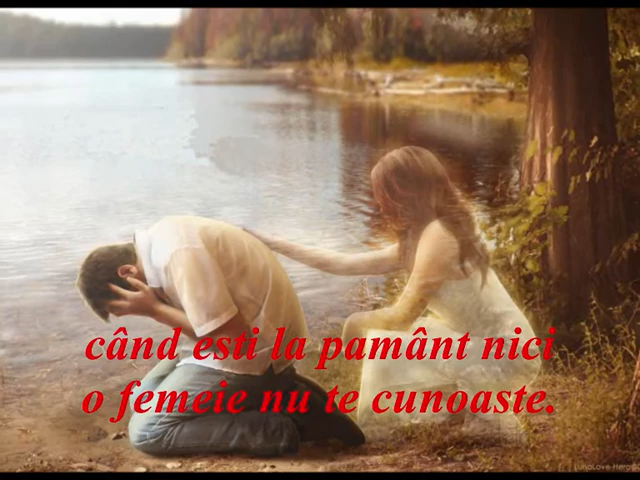 când esti la pamânt nici
o femeie nu te cunoaste.